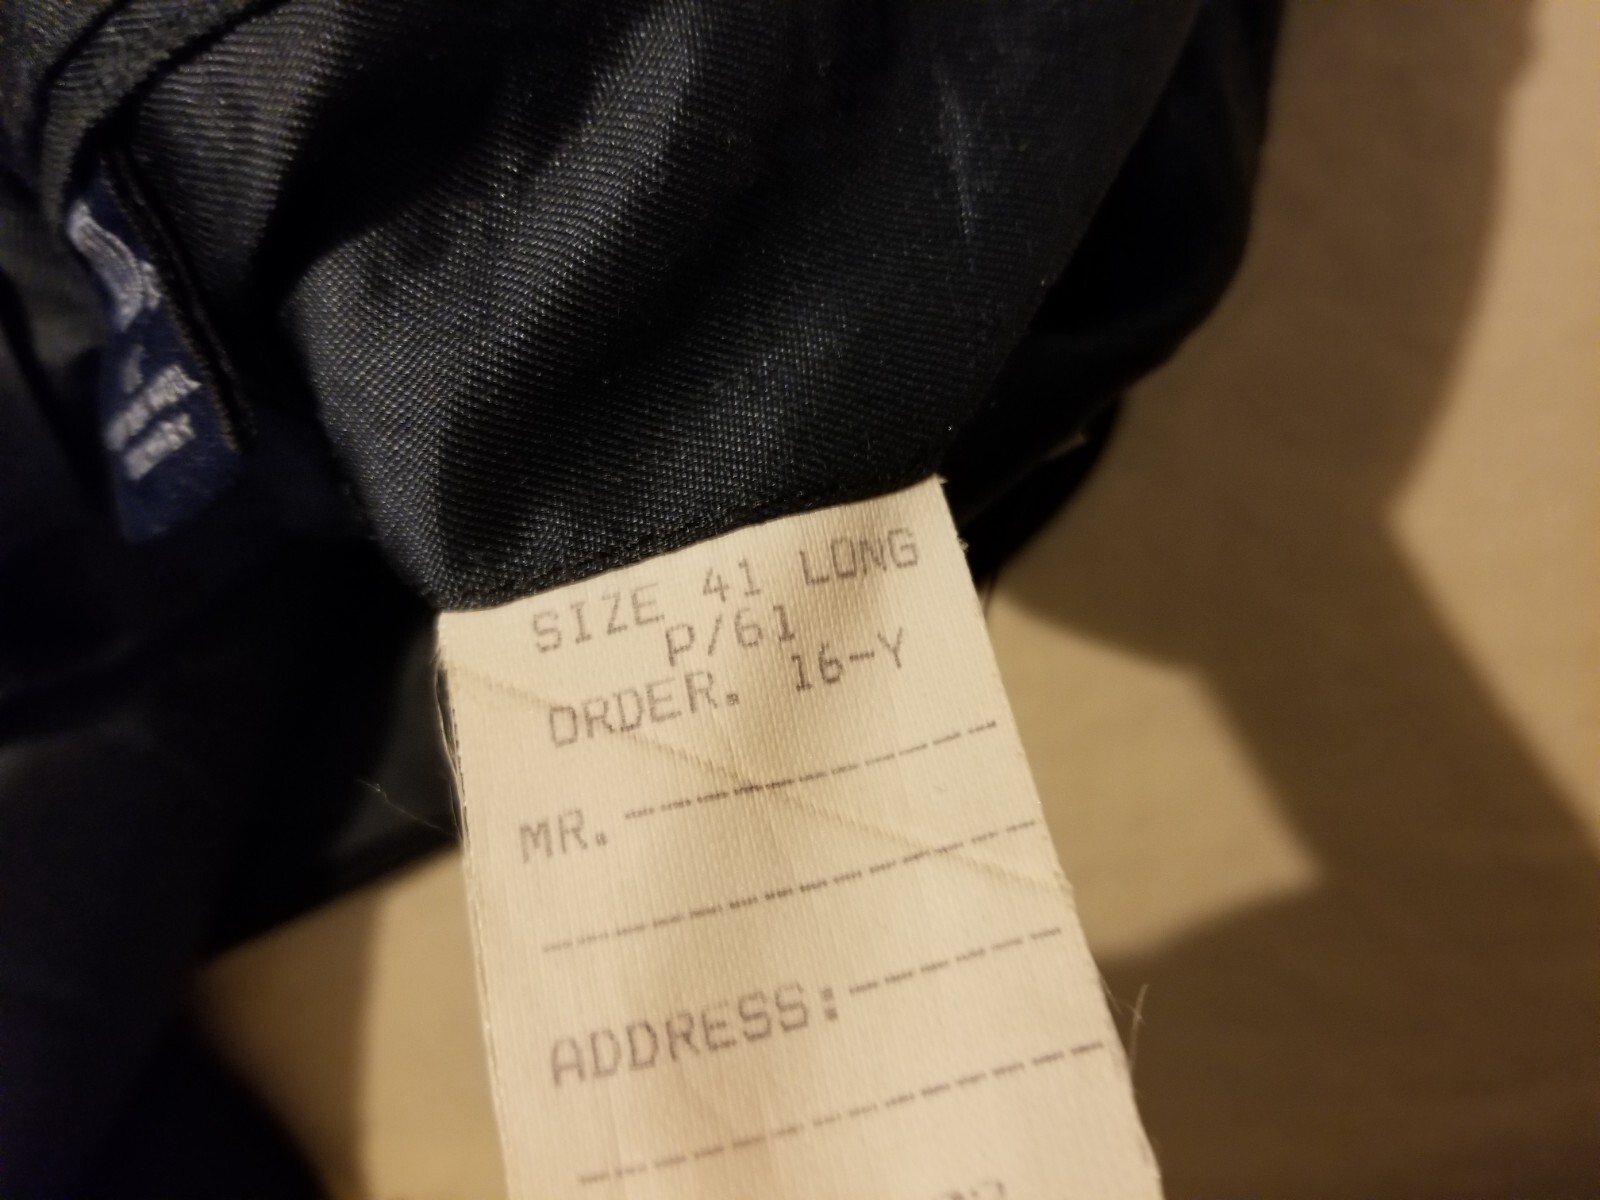 SIZE 41 LONG
P/61
ORDER. 16-Y
MR.
ADDRESS: